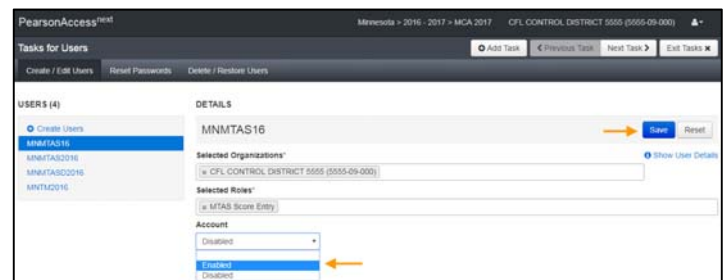 PearsonAccessnext Minnesota > 2016 - 2017 > MCA 2017 CFL CONTROL DISTRICT 5555 (5555-09-000)
Tasks for Users Add Task Previous Task Next Task Exit Tasks
Create / Edit Users Reset Passwords Delete / Restore Users
USERS (4) DETAILS
Create Users MNMTAS16 Save Reset
MNMTAS16
MNMTAS2016 Selected Organizations* Show User Details
MNMTASD2016 CFL CONTROL DISTRICT 5555 (5555-09-000)
MNTM2016 Selected Roles*
MTAS Score Entry
Account
Disabled
Enabled
Disabled